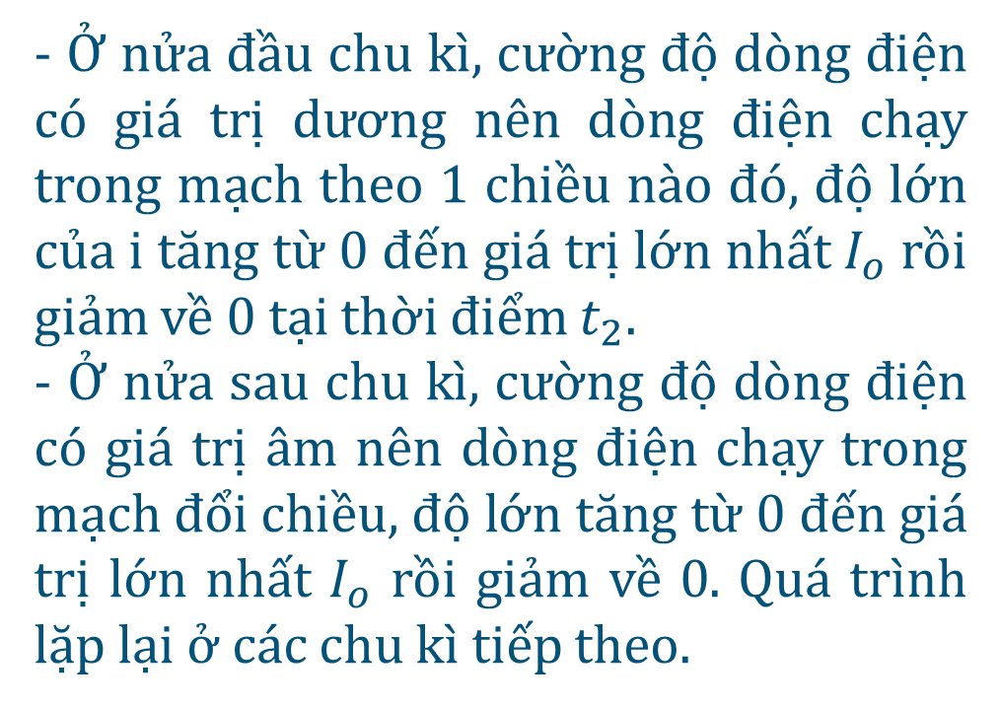 - Ở nửa đầu chu kì, cường độ dòng điện
có giá trị dương nên dòng điện chạy
trong mạch theo 1 chiều nào đó, độ lớn
của i tăng từ 0 đến giá trị lớn nhất Iₒ rồi
giảm về 0 tại thời điểm t₂.
- Ở nửa sau chu kì, cường độ dòng điện
có giá trị âm nên dòng điện chạy trong
mạch đổi chiều, độ lớn tăng từ 0 đến giá
trị lớn nhất Iₒ rồi giảm về 0. Quá trình
lặp lại ở các chu kì tiếp theo.